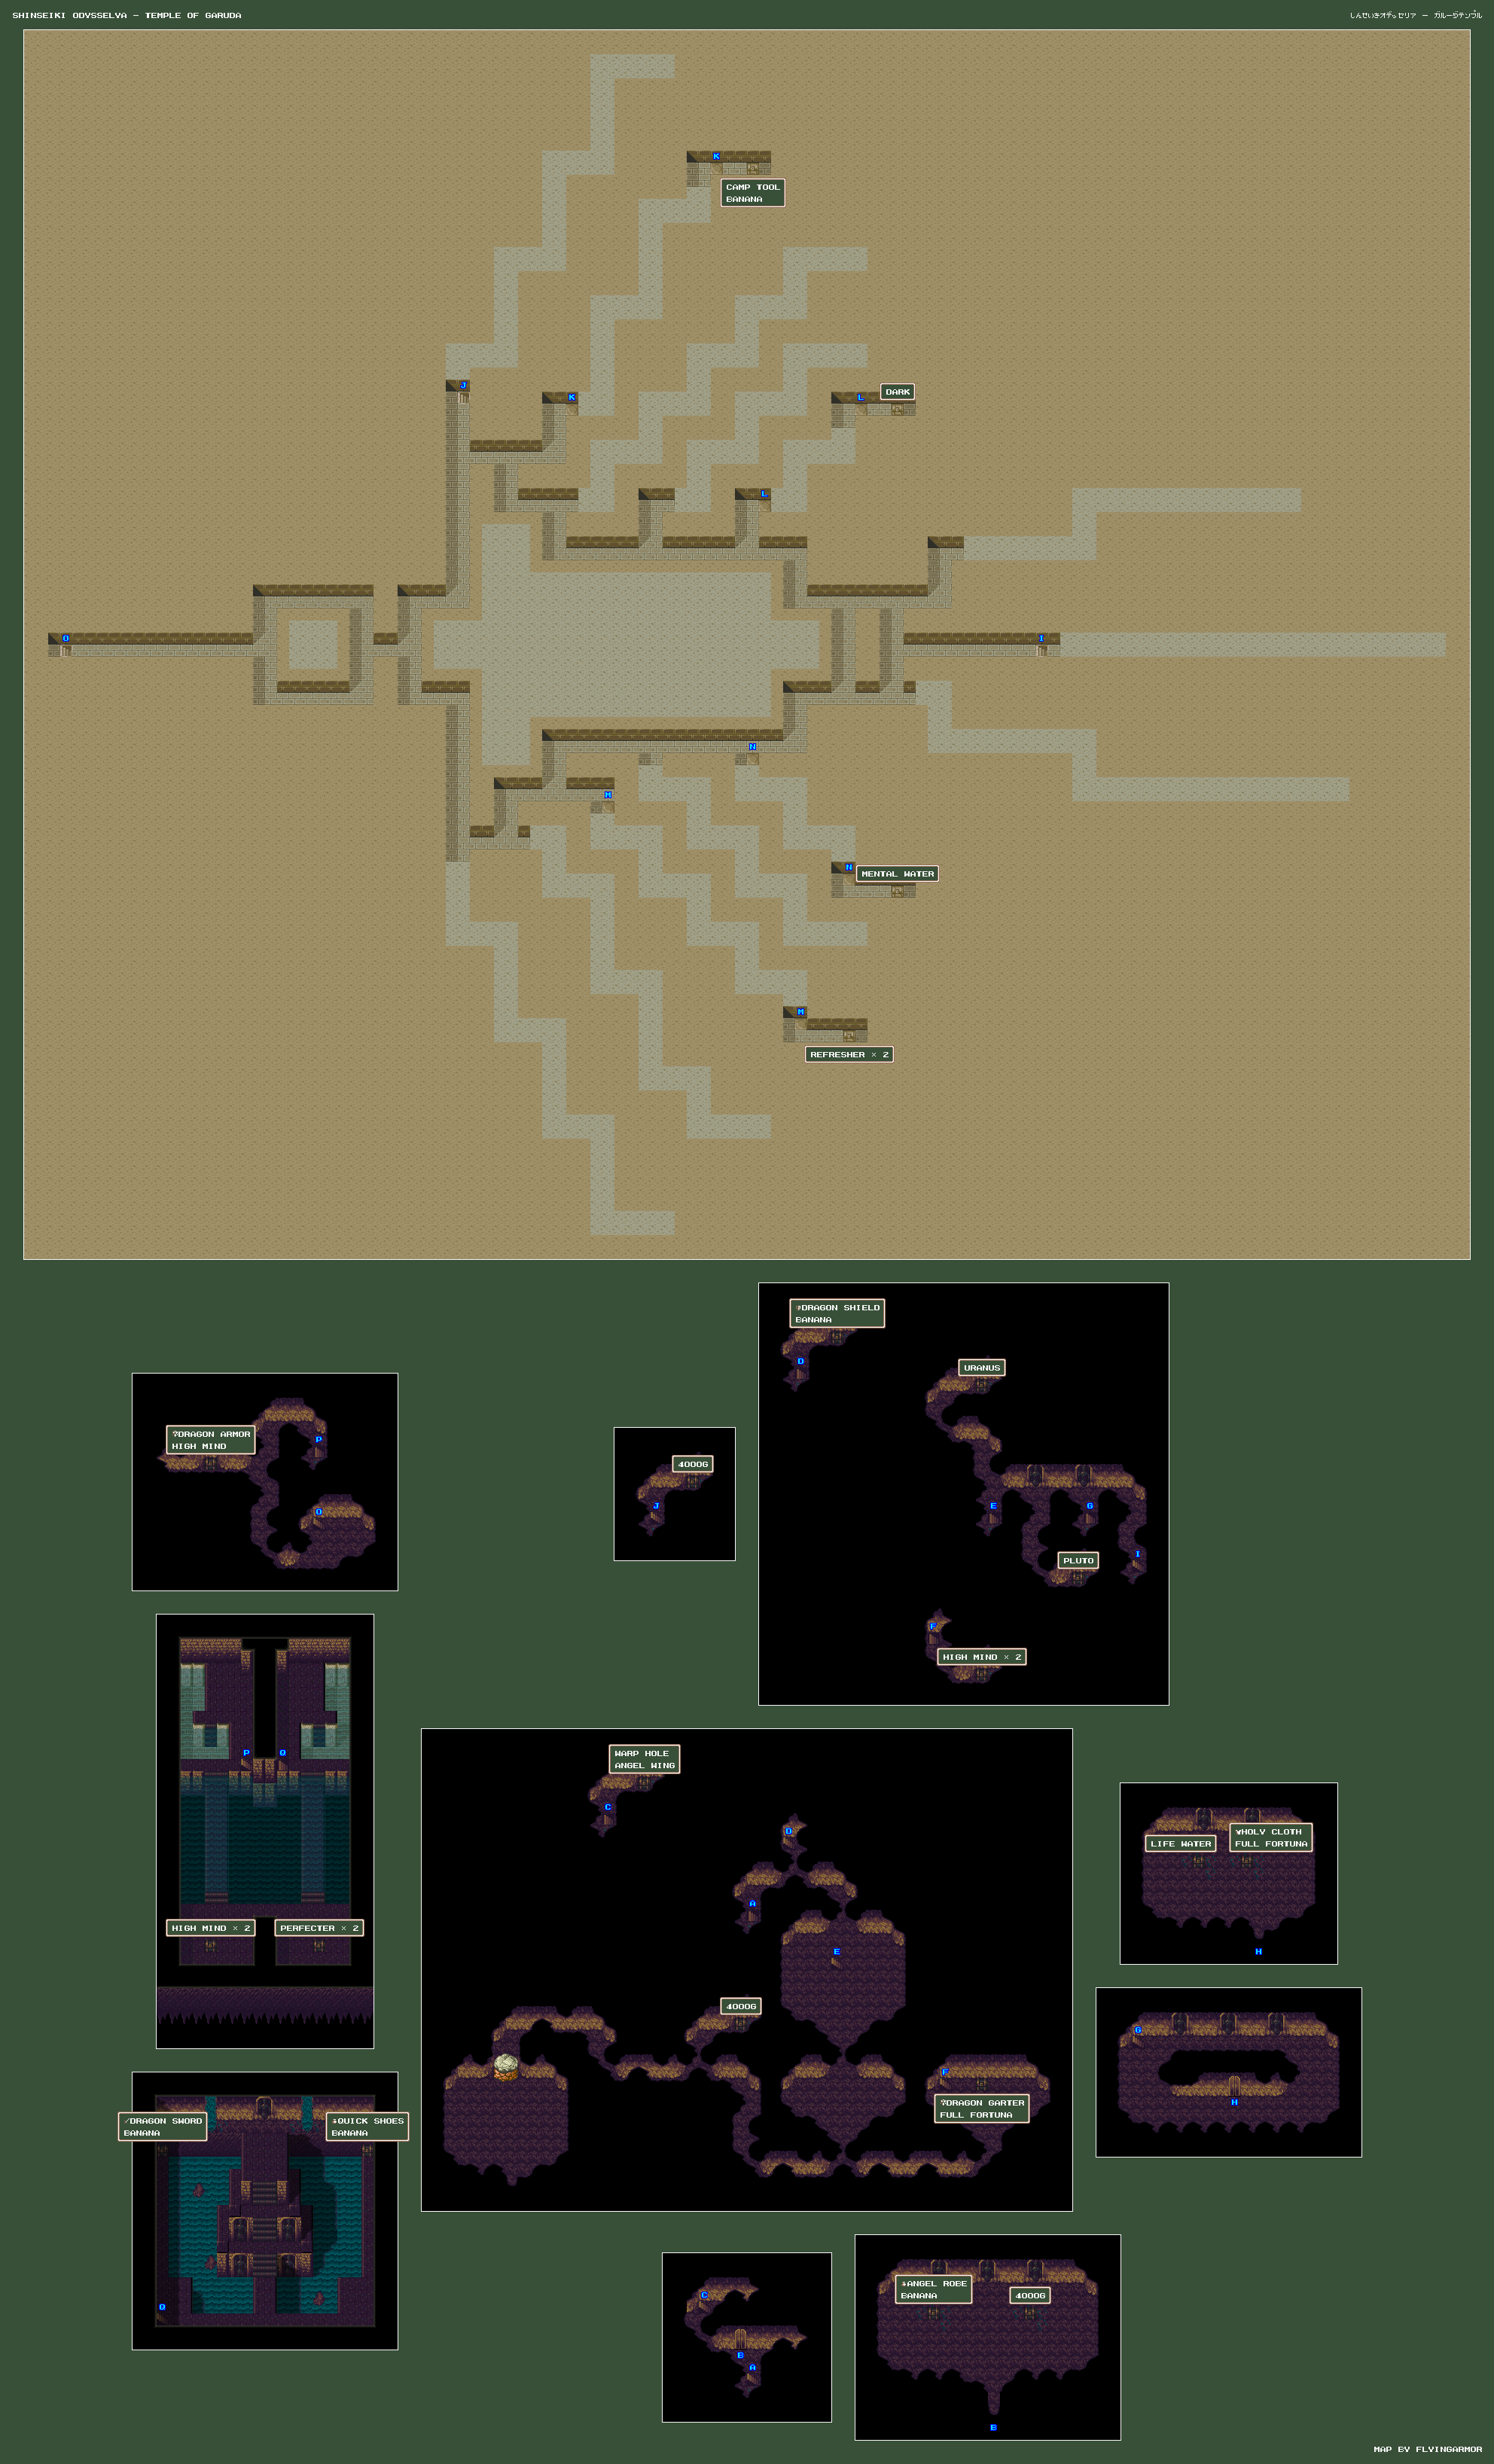 SHINSEIKI ODYSSELYA — TEMPLE OF GARUDA
しんせいきオデッセリア — ガルーダテンプル
K
CAMP TOOL
BANANA
J
K
L
DARK
L
O
I
N
M
N
MENTAL WATER
M
REFRESHER × 2
DRAGON SHIELD
BANANA
D
URANUS
E
G
I
PLUTO
F
HIGH MIND × 2
DRAGON ARMOR
HIGH MIND
P
O
4000G
J
P
Q
HIGH MIND × 2
PERFECTER × 2
WARP HOLE
ANGEL WING
C
D
A
E
4000G
F
DRAGON GARTER
FULL FORTUNA
LIFE WATER
HOLY CLOTH
FULL FORTUNA
H
G
H
DRAGON SWORD
BANANA
QUICK SHOES
BANANA
Q
C
B
A
ANGEL ROBE
BANANA
4000G
B
MAP BY FLYINGARMOR